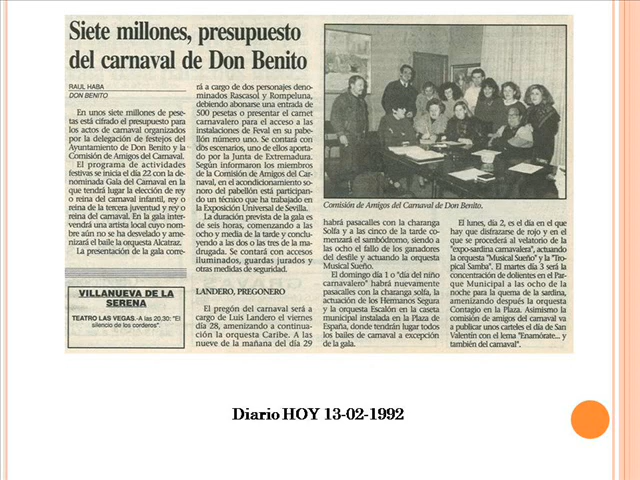 Siete millones, presupuesto
del carnaval de Don Benito
RAUL HABA
DON BENITO
En unos siete millones de pese-
tas está cifrado el presupuesto para
los actos de carnaval organizados
por la delegación de festejos del
Ayuntamiento de Don Benito y la
Comisión de Amigos del Carnaval.
El programa de actividades
festivas se inicia el día 22 con la de-
nominada Gala del Carnaval en la
que tendrá lugar la elección de rey
o reina del carnaval infantil, rey o
reina de la tercera juventud y rey o
reina del carnaval. En la gala inter-
vendrá una artista local cuyo nom-
bre aún no se ha desvelado y ame-
nizará el baile la orquesta Alcatraz.
La presentación de la gala corre-
VILLANUEVA DE LA
SERENA
TEATRO LAS VEGAS.-A las 20,30: "El
silencio de los corderos".
rá a cargo de dos personajes deno-
minados Rascasol y Rompeluna,
debiendo abonarse una entrada de
500 pesetas o presentar el carnet
carnavalero para el acceso a las
instalaciones de Feval en su pabe-
llón número uno. Se contará con
dos escenarios, uno de ellos aporta-
do por la Junta de Extremadura.
Según informaron los miembros
de la Comisión de Amigos del Car-
naval, en el acondicionamiento so-
noro del pabellón está participan-
do un técnico que ha trabajado en
la Exposición Universal de Sevilla.
La duración prevista de la gala es
de seis horas, comenzando a las
ocho y media de la tarde y conclu-
yendo a las dos o las tres de la ma-
drugada. Se contará con accesos
iluminados, guardas jurados y
otras medidas de seguridad.
LANDERO, PREGONERO
El pregón del carnaval será a
cargo de Luis Landero el viernes
día 28, amenizando a continua-
ción la orquesta Caribe. A las
nueve de la mañana del día 29
Comisión de Amigos del Carnaval de Don Benito.
habrá pasacalles con la charanga
Solfa y a las cinco de la tarde co-
menzará el sambódromo, siendo a
las ocho el fallo de los ganadores
del desfile y actuando la orquesta
Musical Sueño.
El domingo día 1 o "día del niño
carnavalero" habrá nuevamente
pasacalles con la charanga solfa, la
actuación de los Hermanos Segura
y la orquesta Escalón en la caseta
municipal instalada en la Plaza de
España, donde tendrán lugar todos
los bailes de carnaval a excepción
de la gala.
El lunes, día 2, es el día en el que
hay que disfrazarse de rojo y en el
que se procederá al velatorio de la
"expo-sardina carnavalera", actuando
la orquesta "Musical Sueño" y la "Tro-
pical Samba". El martes día 3 será la
concentración de dolientes en el Par-
que Municipal a las ocho de la
noche para la quema de la sardina,
amenizando después la orquesta
Contagio en la Plaza. Asimismo la
comisión de amigos del carnaval va
a publicar unos carteles el día de San
Valentín con el lema "Enamórate... y
también del carnaval".
Diario HOY 13-02-1992